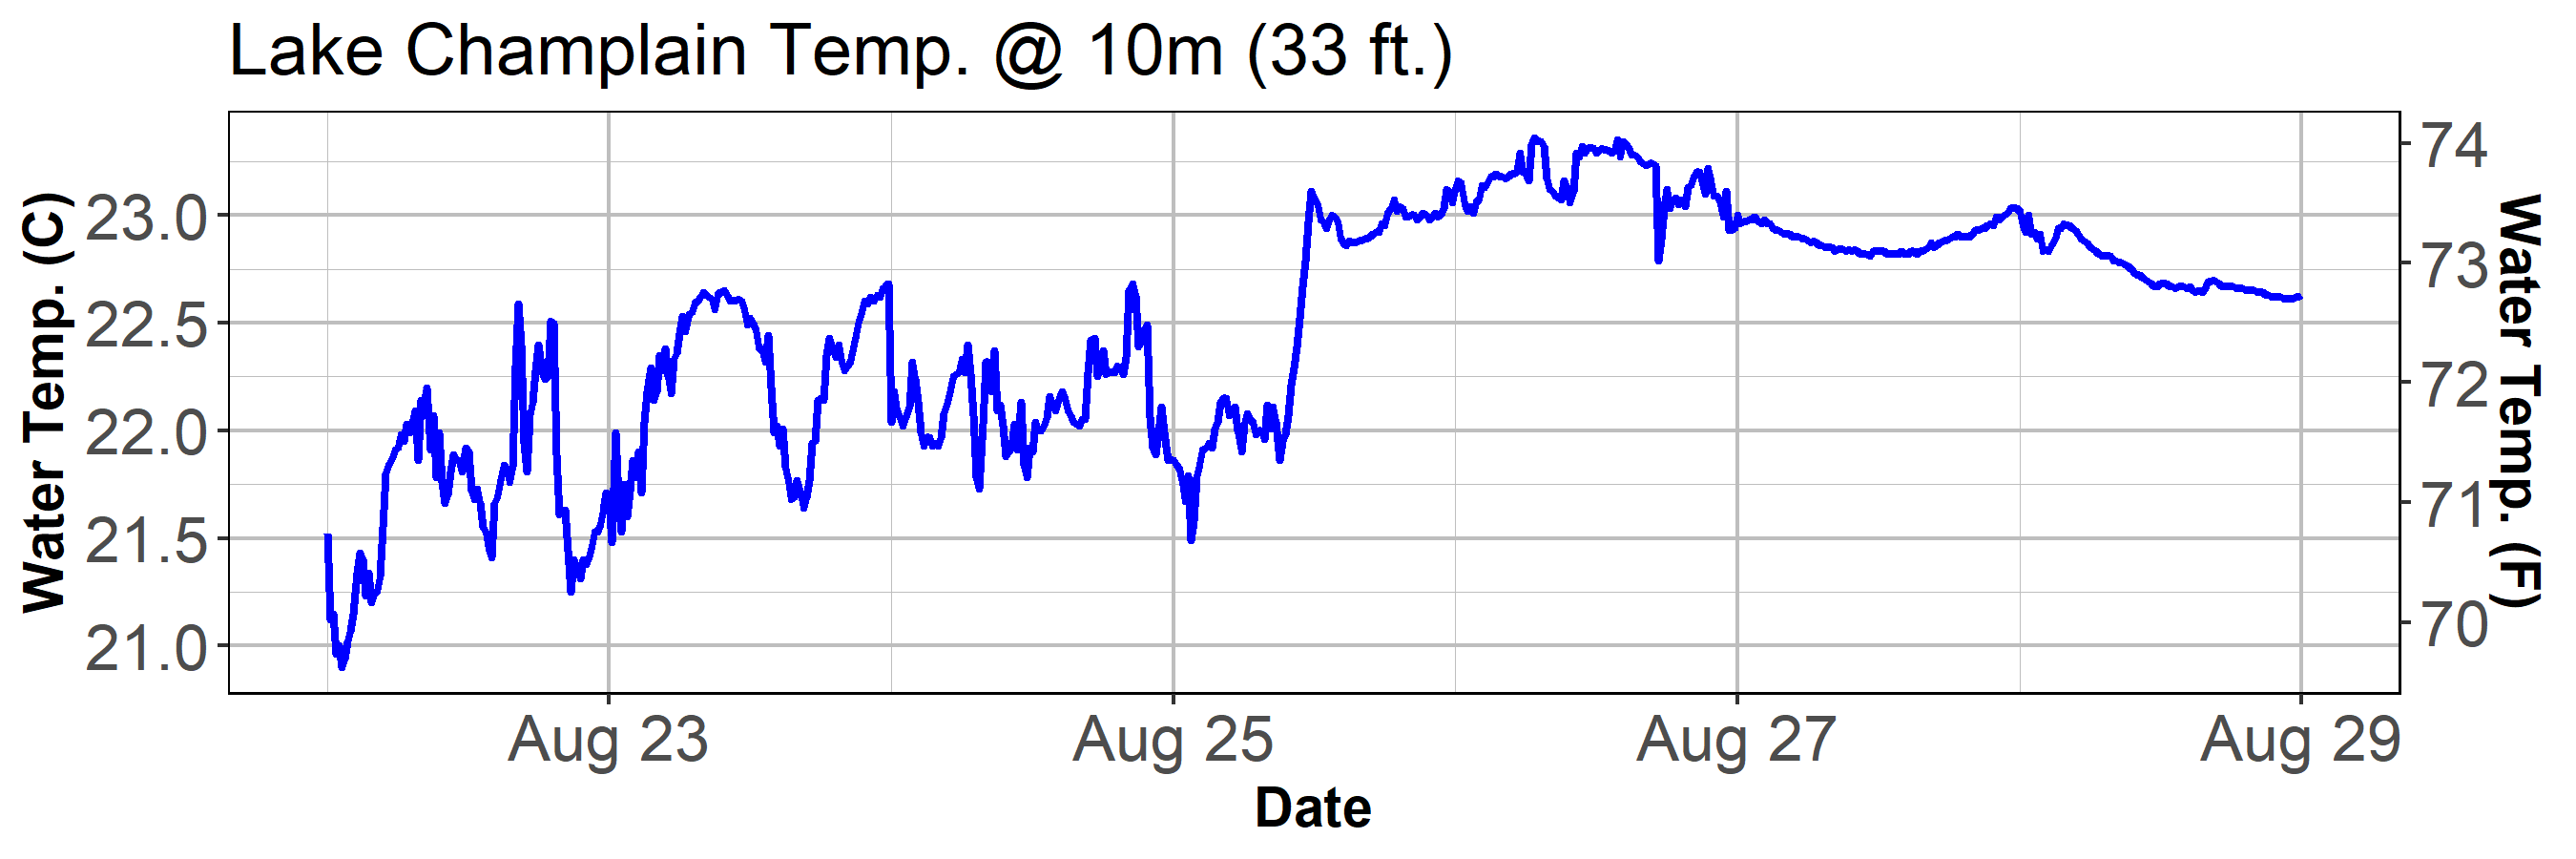 Lake Champlain Temp. @ 10m (33 ft.)
Water Temp. (C)
23.0
22.5
22.0
21.5
21.0
74
73
72
71
70
Water Temp. (F)
Aug 23
Aug 25
Aug 27
Aug 29
Date